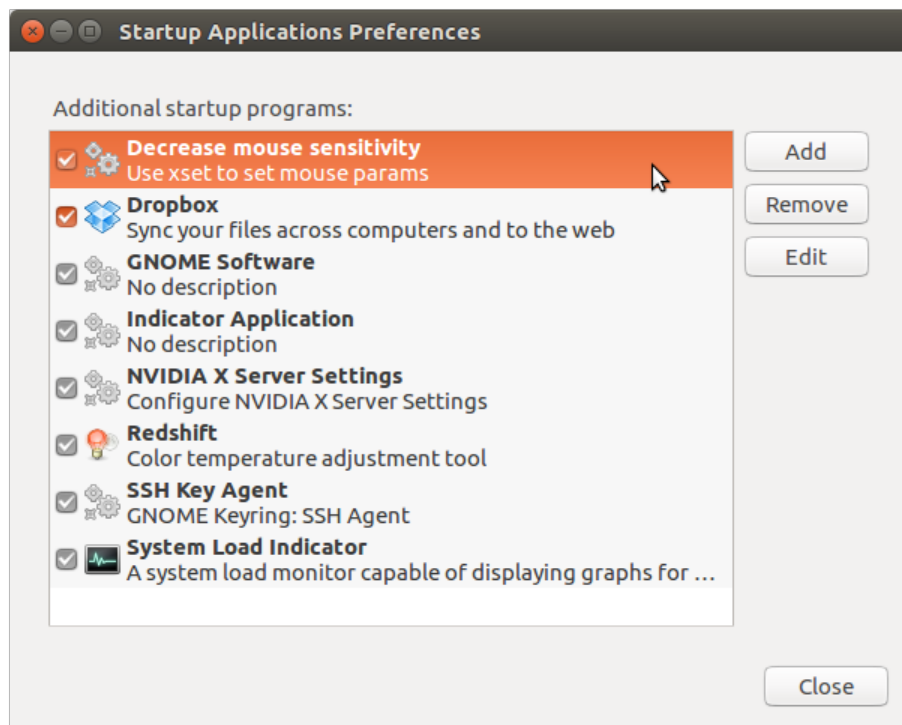 Startup Applications Preferences
Additional startup programs:
Decrease mouse sensitivity
Use xset to set mouse params
Dropbox
Sync your files across computers and to the web
GNOME Software
No description
Indicator Application
No description
NVIDIA X Server Settings
Configure NVIDIA X Server Settings
Redshift
Color temperature adjustment tool
SSH Key Agent
GNOME Keyring: SSH Agent
System Load Indicator
A system load monitor capable of displaying graphs for ...
Add
Remove
Edit
Close